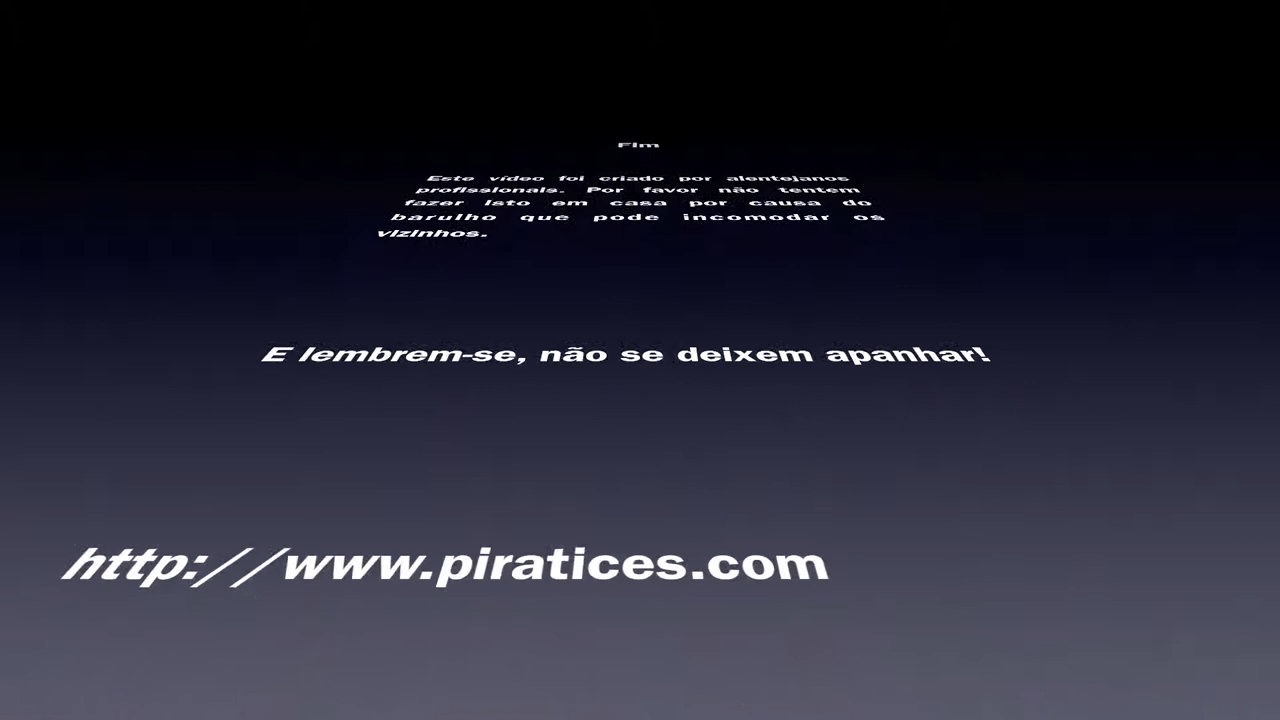 Fim
Este vídeo foi criado por alentejanos
profissionais. Por favor não tentem
fazer isto em casa por causa do
barulho que pode incomodar os
vizinhos.
E lembrem-se, não se deixem apanhar!
http://www.piratices.com